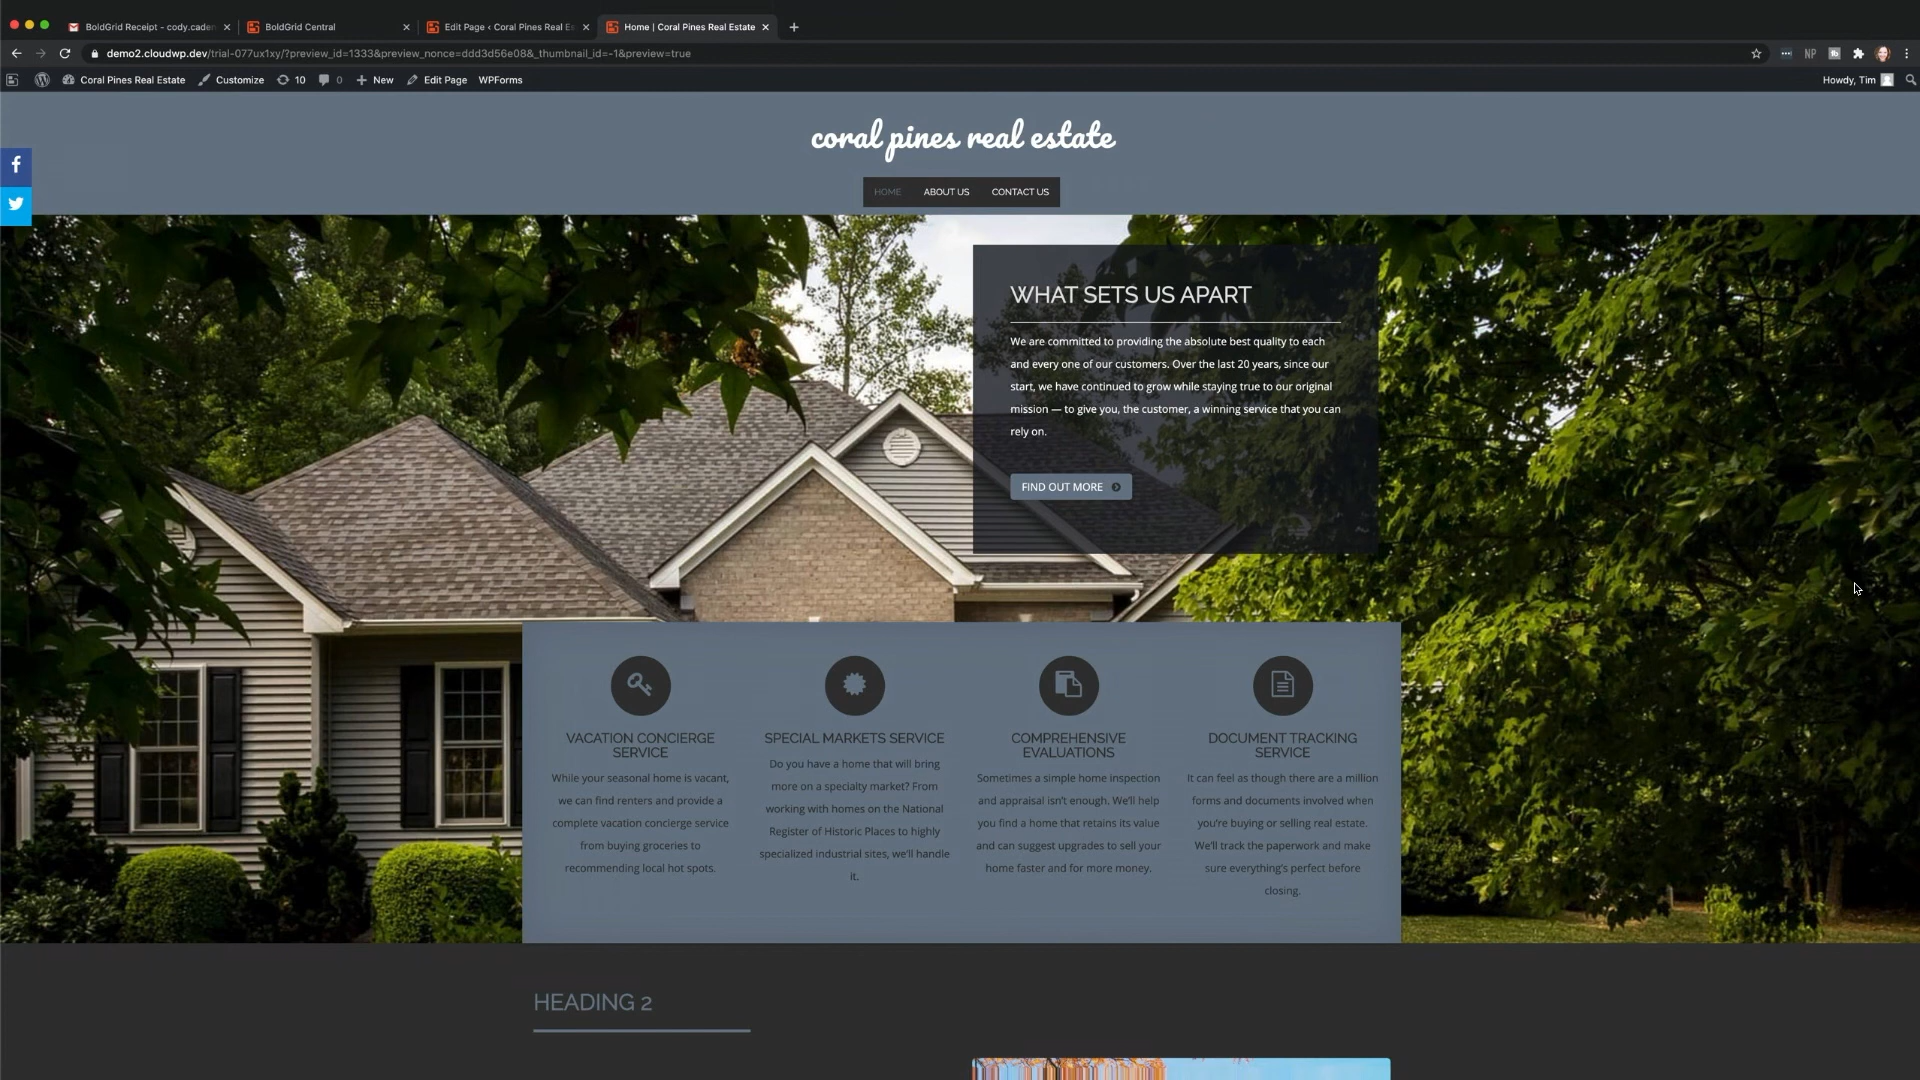 BoldGrid Receipt - cody.caden
BoldGrid Central
Edit Page ‹ Coral Pines Real Es
Home | Coral Pines Real Estate
demo2.cloudwp.dev/trial-077ux1xy/?preview_id=1333&preview_nonce=ddd3d56e08&_thumbnail_id=-1&preview=true
NP
Coral Pines Real Estate
Customize
10
0
New
Edit Page
WPForms
Howdy, Tim
coral pines real estate
HOME
ABOUT US
CONTACT US
WHAT SETS US APART
We are committed to providing the absolute best quality to each
and every one of our customers. Over the last 20 years, since our
start, we have continued to grow while staying true to our original
mission — to give you, the customer, a winning service that you can
rely on.
FIND OUT MORE
VACATION CONCIERGE
SERVICE
While your seasonal home is vacant,
we can find renters and provide a
complete vacation concierge service
from buying groceries to
recommending local hot spots.
SPECIAL MARKETS SERVICE
Do you have a home that will bring
more on a specialty market? From
working with homes on the National
Register of Historic Places to highly
specialized industrial sites, we'll handle
it.
COMPREHENSIVE
EVALUATIONS
Sometimes a simple home inspection
and appraisal isn't enough. We'll help
you find a home that retains its value
and can suggest upgrades to sell your
home faster and for more money.
DOCUMENT TRACKING
SERVICE
It can feel as though there are a million
forms and documents involved when
you're buying or selling real estate.
We'll track the paperwork and make
sure everything's perfect before
closing.
HEADING 2